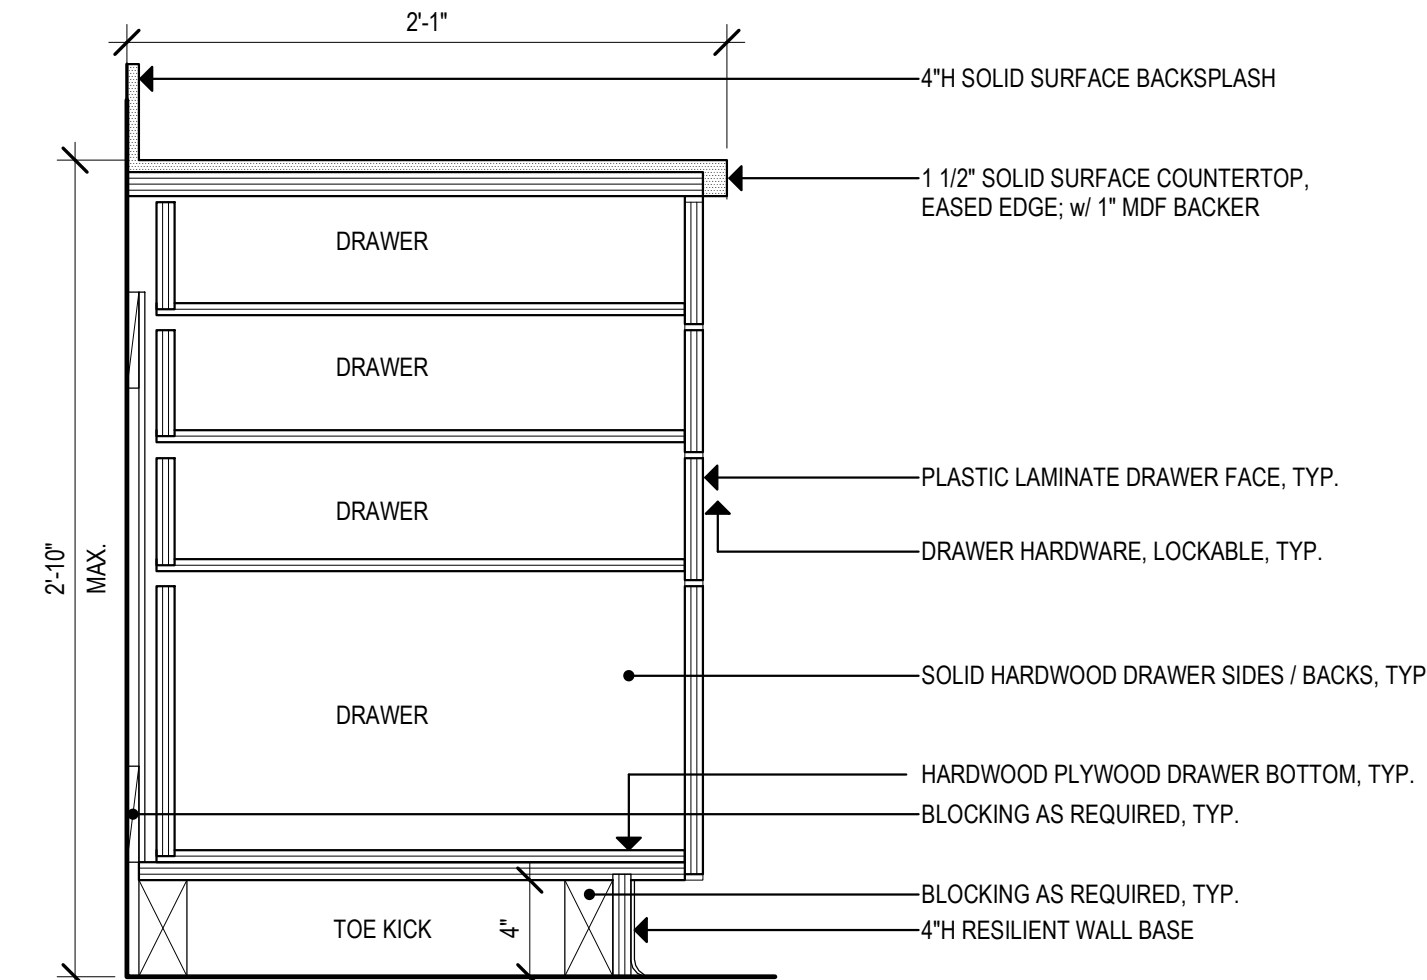 2'-1"
4"H SOLID SURFACE BACKSPLASH
1 1/2" SOLID SURFACE COUNTERTOP,
EASED EDGE; w/ 1" MDF BACKER
DRAWER
DRAWER
PLASTIC LAMINATE DRAWER FACE, TYP.
DRAWER
DRAWER HARDWARE, LOCKABLE, TYP.
2'-10"
MAX.
SOLID HARDWOOD DRAWER SIDES / BACKS, TYP
DRAWER
HARDWOOD PLYWOOD DRAWER BOTTOM, TYP.
BLOCKING AS REQUIRED, TYP.
BLOCKING AS REQUIRED, TYP.
TOE KICK
4"
4"H RESILIENT WALL BASE